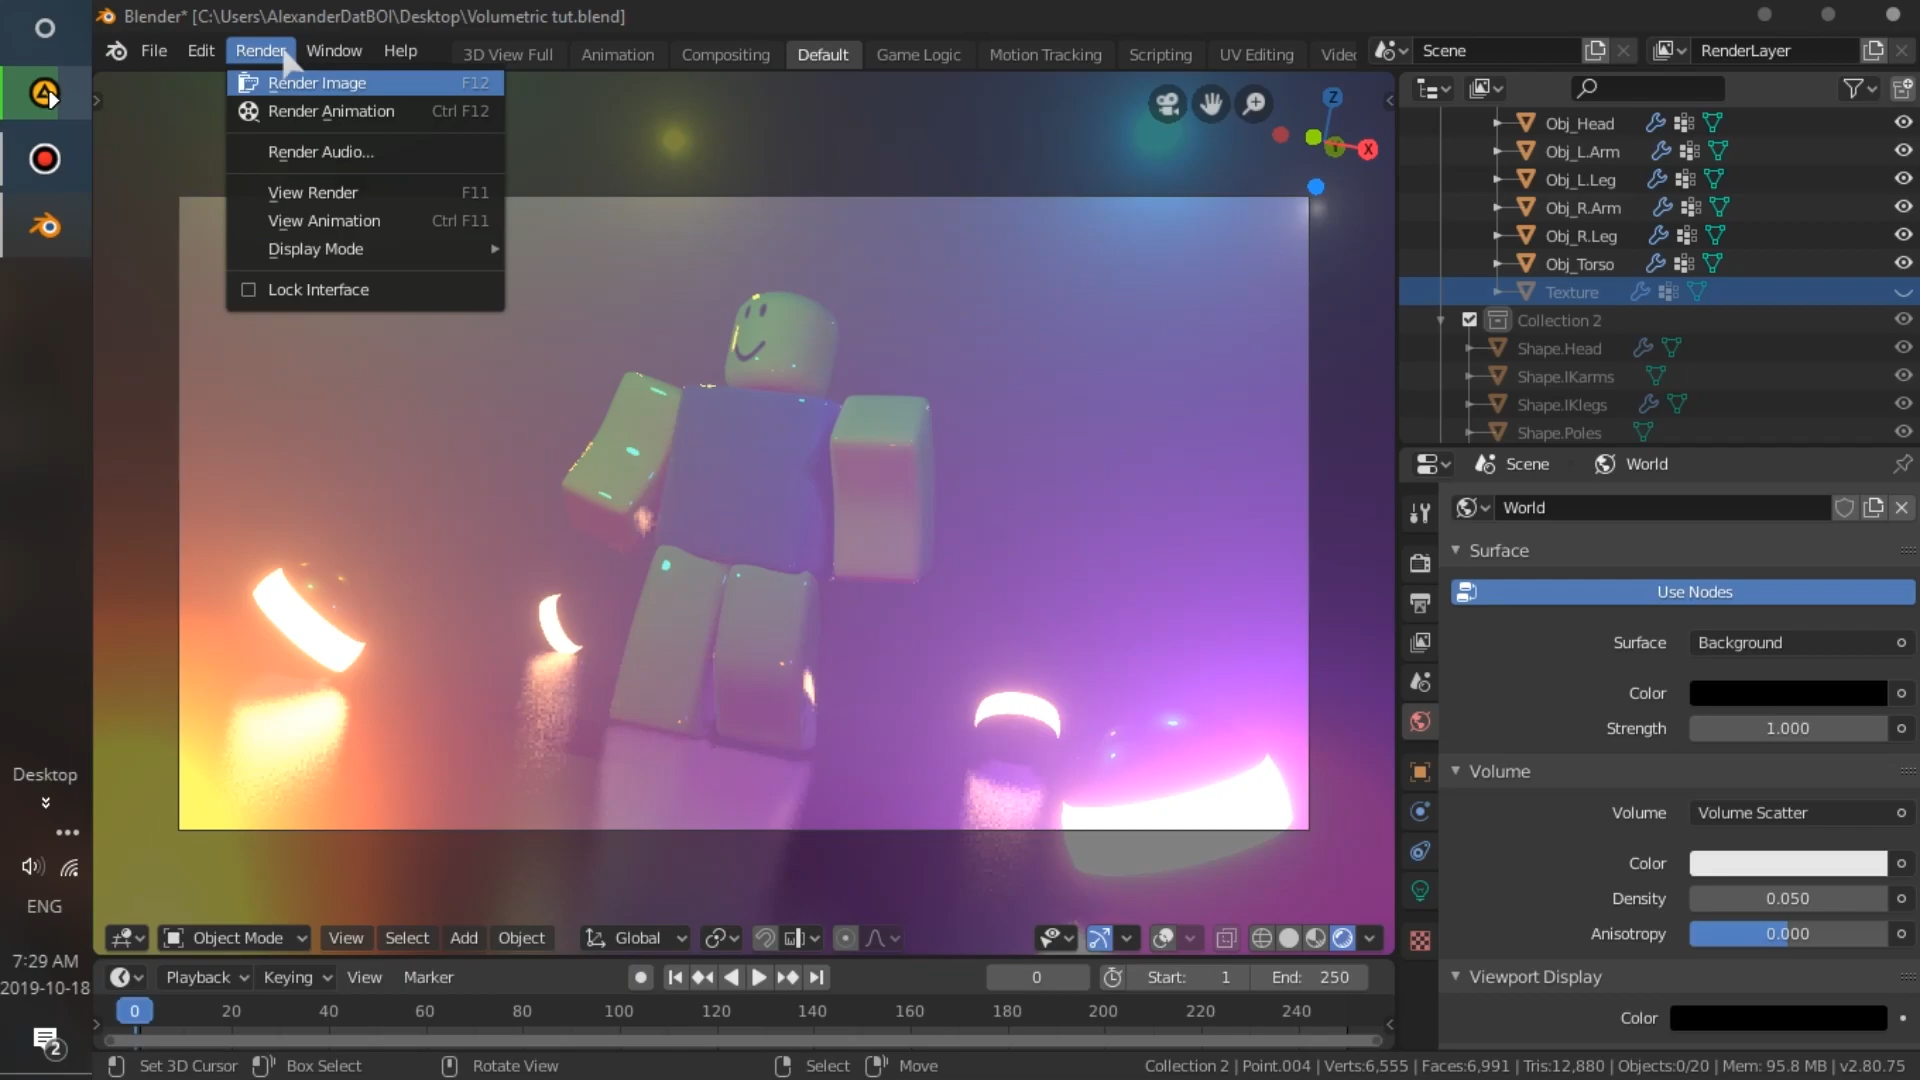 Blender* [C:\Users\AlexanderDatBOI\Desktop\Volumetric tut.blend]
File Edit Render Window Help
3D View Full Animation Compositing Default Game Logic Motion Tracking Scripting UV Editing Videc
Scene
RenderLayer
Render Image F12
Render Animation Ctrl F12
Render Audio...
View Render F11
View Animation Ctrl F11
Display Mode
Lock Interface
Z
Y
X
Obj_Head
Obj_L.Arm
Obj_L.Leg
Obj_R.Arm
Obj_R.Leg
Obj_Torso
Texture
Collection 2
Shape.Head
Shape.IKarms
Shape.IKlegs
Shape.Poles
Scene World
World
Surface
Use Nodes
Surface Background
Color
Strength 1.000
Volume
Volume Volume Scatter
Color
Density 0.050
Anisotropy 0.000
Viewport Display
Color
Desktop
ENG
7:29 AM
2019-10-18
2
Object Mode View Select Add Object Global
Playback Keying View Marker 0 Start: 1 End: 250
0 20 40 60 80 100 120 140 160 180 200 220 240
Set 3D Cursor Box Select Rotate View Select Move
Collection 2 | Point.004 | Verts:6,555 | Faces:6,991 | Tris:12,880 | Objects:0/20 | Mem: 95.8 MB | v2.80.75